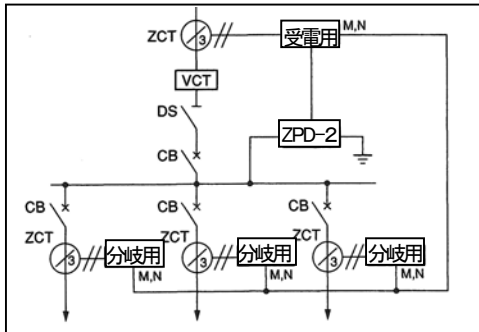 ZCT 3 受電用 M,N
VCT
DS
ZPD-2
CB
CB CB CB
ZCT ZCT ZCT
3 分岐用 3 分岐用 3 分岐用
M,N M,N M,N